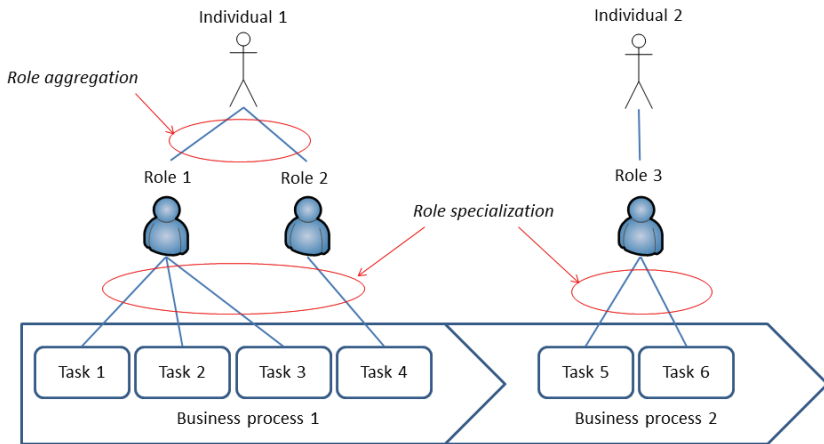 Individual 1
Individual 2
Role aggregation
Role 1
Role 2
Role 3
Role specialization
Task 1
Task 2
Task 3
Task 4
Task 5
Task 6
Business process 1
Business process 2